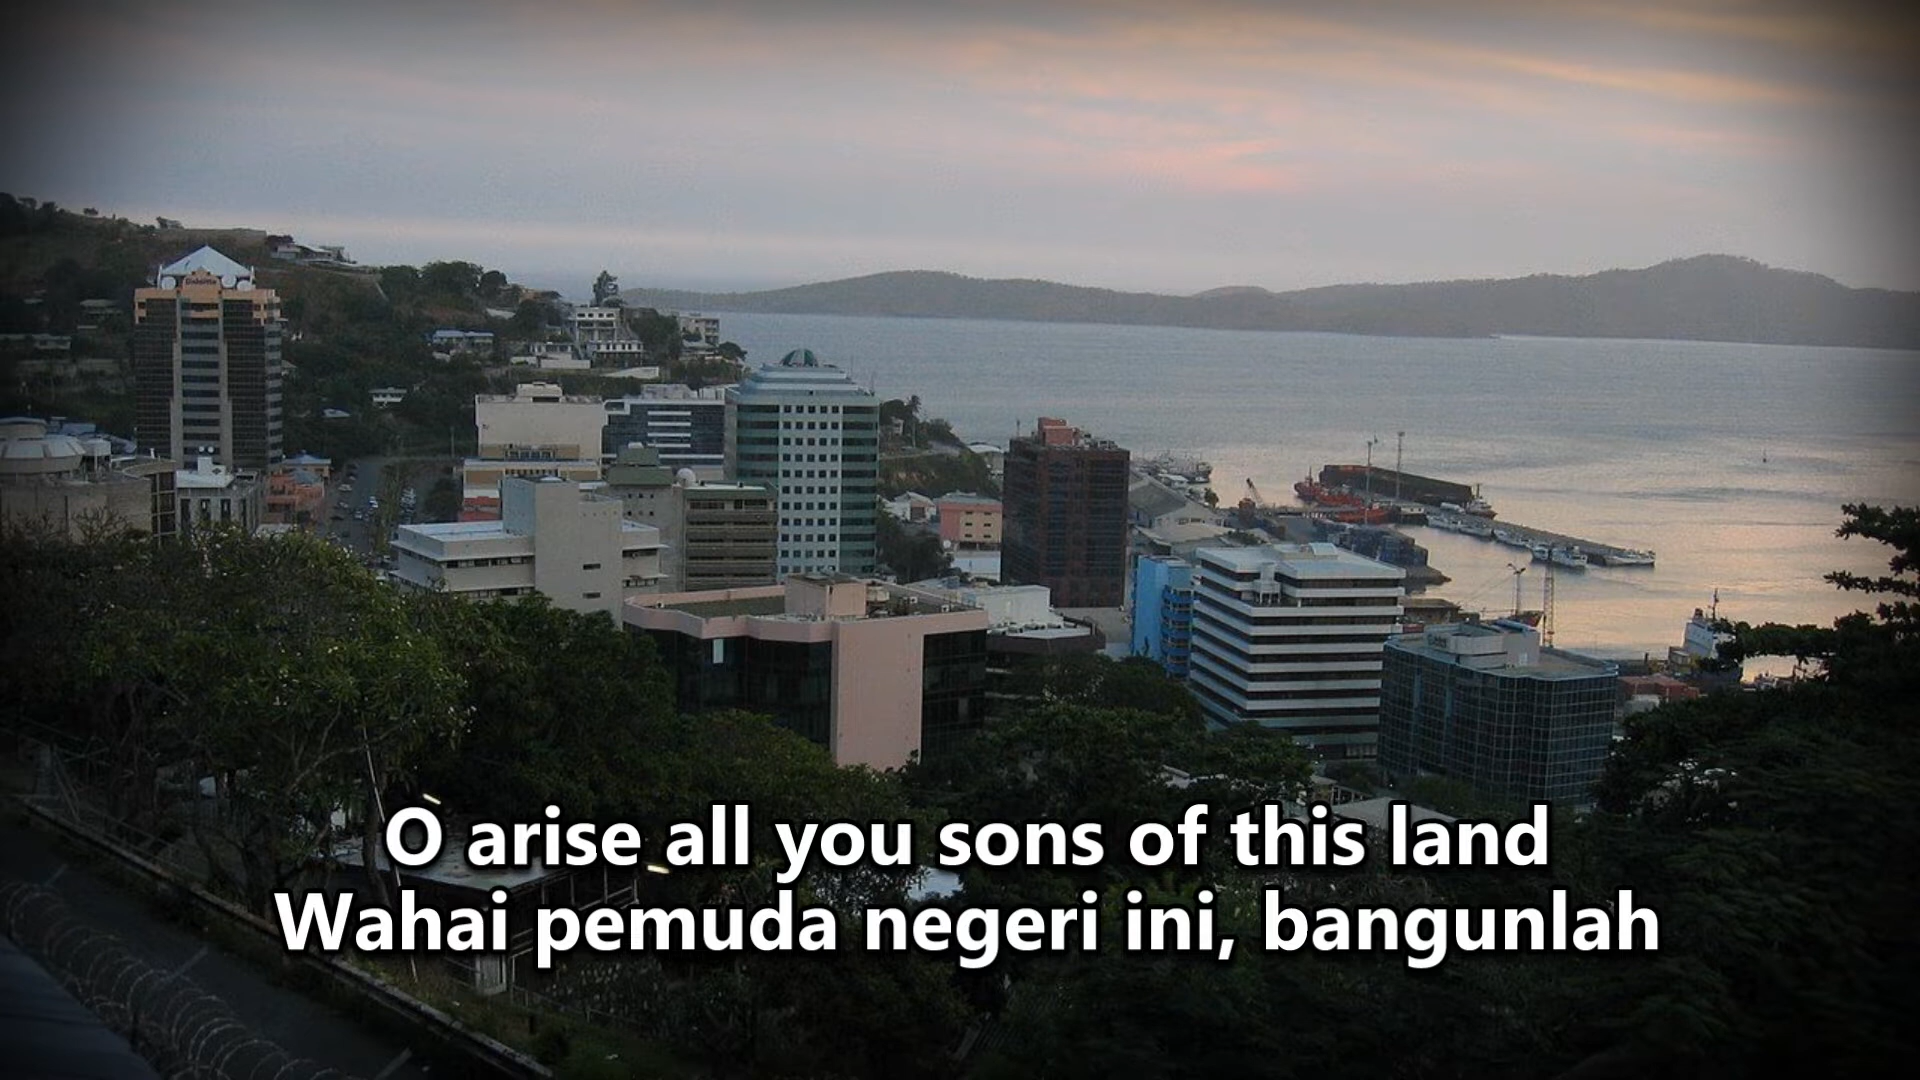 O arise all you sons of this land
Wahai pemuda negeri ini, bangunlah